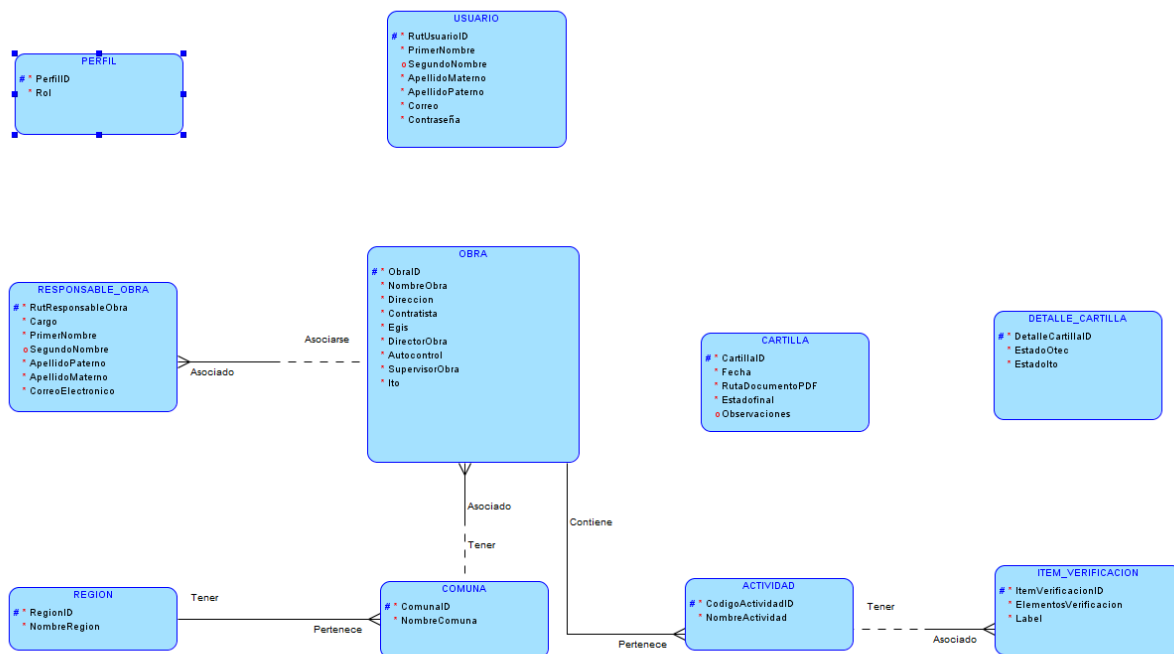 USUARIO
# * RutUsuarioID
* PrimerNombre
o SegundoNombre
* ApellidoMaterno
* ApellidoPaterno
* Correo
* Contraseña
PERFIL
# * PerfilID
* Rol
OBRA
# * ObraID
* NombreObra
* Direccion
* Contratista
* Egis
* DirectorObra
* Autocontrol
* SupervisorObra
* Ito
RESPONSABLE_OBRA
# * RutResponsableObra
* Cargo
* PrimerNombre
o SegundoNombre
* ApellidoPaterno
* ApellidoMaterno
* CorreoElectronico
Asociarse
Asociado
CARTILLA
# * CartillaID
* Fecha
* RutaDocumentoPDF
* Estadofinal
o Observaciones
DETALLE_CARTILLA
# * DetalleCartillaID
* EstadoOtec
* EstadoIto
Asociado
Tener
Contiene
REGION
# * RegionID
* NombreRegion
Tener
Pertenece
COMUNA
# * ComunaID
* NombreComuna
Pertenece
ACTIVIDAD
# * CodigoActividadID
* NombreActividad
Tener
Asociado
ITEM_VERIFICACION
# * ItemVerificacionID
* ElementosVerificacion
* Label